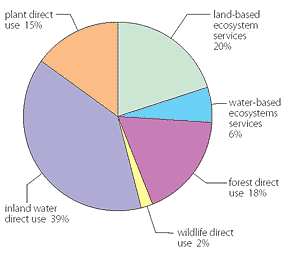 plant direct
use 15%
land-based
ecosystem
services
20%
water-based
ecosystems
services
6%
forest direct
use 18%
wildlife direct
use 2%
inland water
direct use 39%